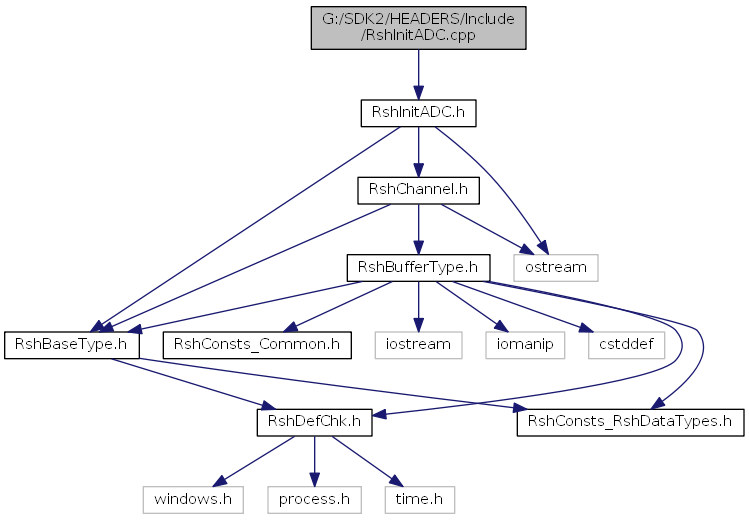 G:/SDK2/HEADERS/Include
/RshInitADC.cpp
RshInitADC.h
RshChannel.h
RshBufferType.h
ostream
RshBaseType.h
RshConsts_Common.h
iostream
iomanip
cstddef
RshDefChk.h
RshConsts_RshDataTypes.h
windows.h
process.h
time.h